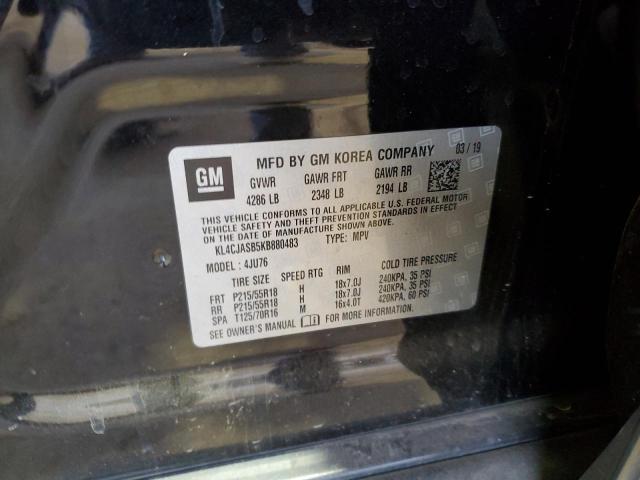 GM
MFD BY GM KOREA COMPANY 03/19
GVWR GAWR FRT GAWR RR
4286 LB 2348 LB 2194 LB
THIS VEHICLE CONFORMS TO ALL APPLICABLE U.S. FEDERAL MOTOR
VEHICLE SAFETY AND THEFT PREVENTION STANDARDS IN EFFECT ON
THE DATE OF MANUFACTURE SHOWN ABOVE.
KL4CJASB5KB880483 TYPE: MPV
MODEL : 4JU76
TIRE SIZE SPEED RTG RIM COLD TIRE PRESSURE
FRT P215/55R18 H 18x7.0J 240KPA, 35 PSI
RR P215/55R18 H 18x7.0J 240KPA, 35 PSI
SPA T125/70R16 M 16x4.0T 420KPA, 60 PSI
SEE OWNER'S MANUAL FOR MORE INFORMATION.